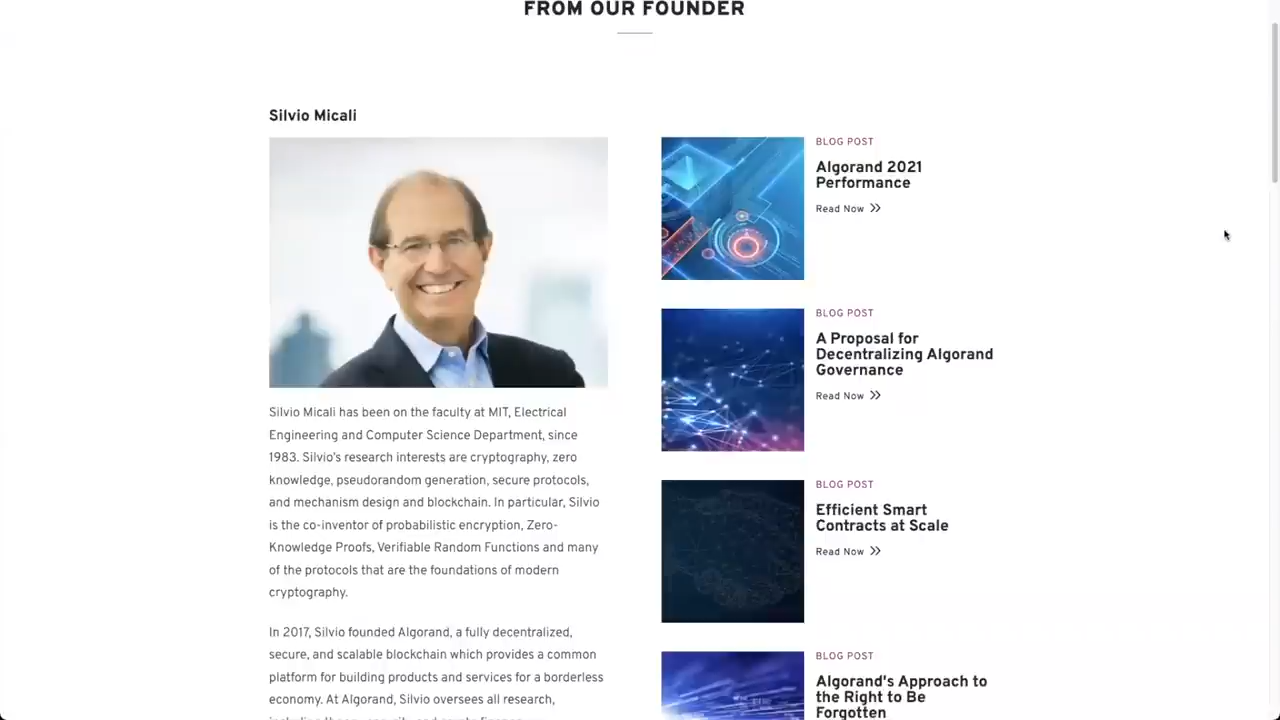 FROM OUR FOUNDER
Silvio Micali
Silvio Micali has been on the faculty at MIT, Electrical
Engineering and Computer Science Department, since
1983. Silvio's research interests are cryptography, zero
knowledge, pseudorandom generation, secure protocols,
and mechanism design and blockchain. In particular, Silvio
is the co-inventor of probabilistic encryption, Zero-
Knowledge Proofs, Verifiable Random Functions and many
of the protocols that are the foundations of modern
cryptography.
In 2017, Silvio founded Algorand, a fully decentralized,
secure, and scalable blockchain which provides a common
platform for building products and services for a borderless
economy. At Algorand, Silvio oversees all research,
BLOG POST
Algorand 2021
Performance
Read Now
BLOG POST
A Proposal for
Decentralizing Algorand
Governance
Read Now
BLOG POST
Efficient Smart
Contracts at Scale
Read Now
BLOG POST
Algorand's Approach to
the Right to Be
Forgotten